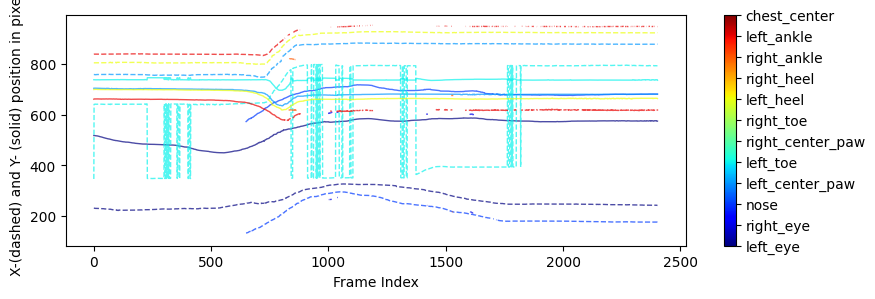 X-(dashed) and Y- (solid) position in pixe
800
600
400
200
0
500
1000
1500
2000
2500
Frame Index
chest_center
left_ankle
right_ankle
right_heel
left_heel
right_toe
right_center_paw
left_toe
left_center_paw
nose
right_eye
left_eye